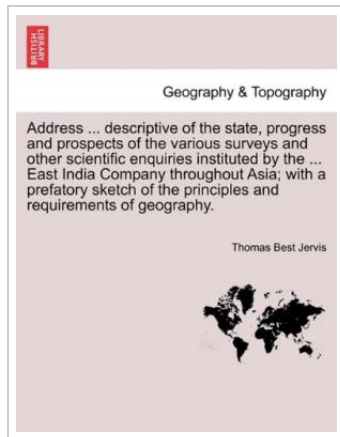 BRITISH
LIBRARY
Geography & Topography
Address ... descriptive of the state, progress
and prospects of the various surveys and
other scientific enquiries instituted by the ...
East India Company throughout Asia; with a
prefatory sketch of the principles and
requirements of geography.
Thomas Best Jervis